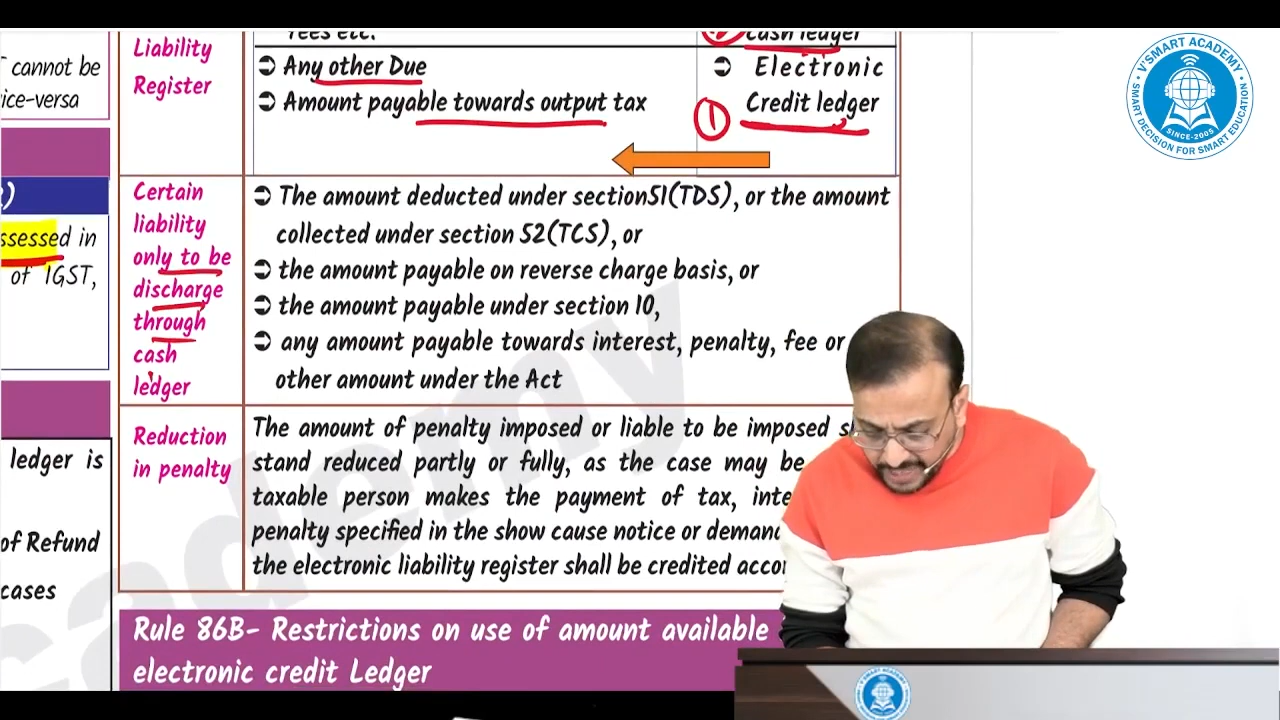 Liability
Register
Fees etc.
⮊ Any other Due
⮊ Amount payable towards output tax
cash ledger
⮊ Electronic
Credit ledger
①
cannot be
ice-versa
ssessed in
of IGST,
ledger is
of Refund
cases
Certain
liability
only to be
discharge
through
cash
ledger
⮊ The amount deducted under section51(TDS), or the amount
collected under section 52(TCS), or
⮊ the amount payable on reverse charge basis, or
⮊ the amount payable under section 10,
⮊ any amount payable towards interest, penalty, fee or
other amount under the Act
Reduction
in penalty
The amount of penalty imposed or liable to be imposed
stand reduced partly or fully, as the case may be
taxable person makes the payment of tax,
penalty specified in the show cause notice or
the electronic liability register shall be credited
Rule 86B- Restrictions on use of amount available
electronic credit Ledger
ademy
V'SMART ACADEMY
SINCE-2005
SMART DECISION FOR SMART EDUCATION